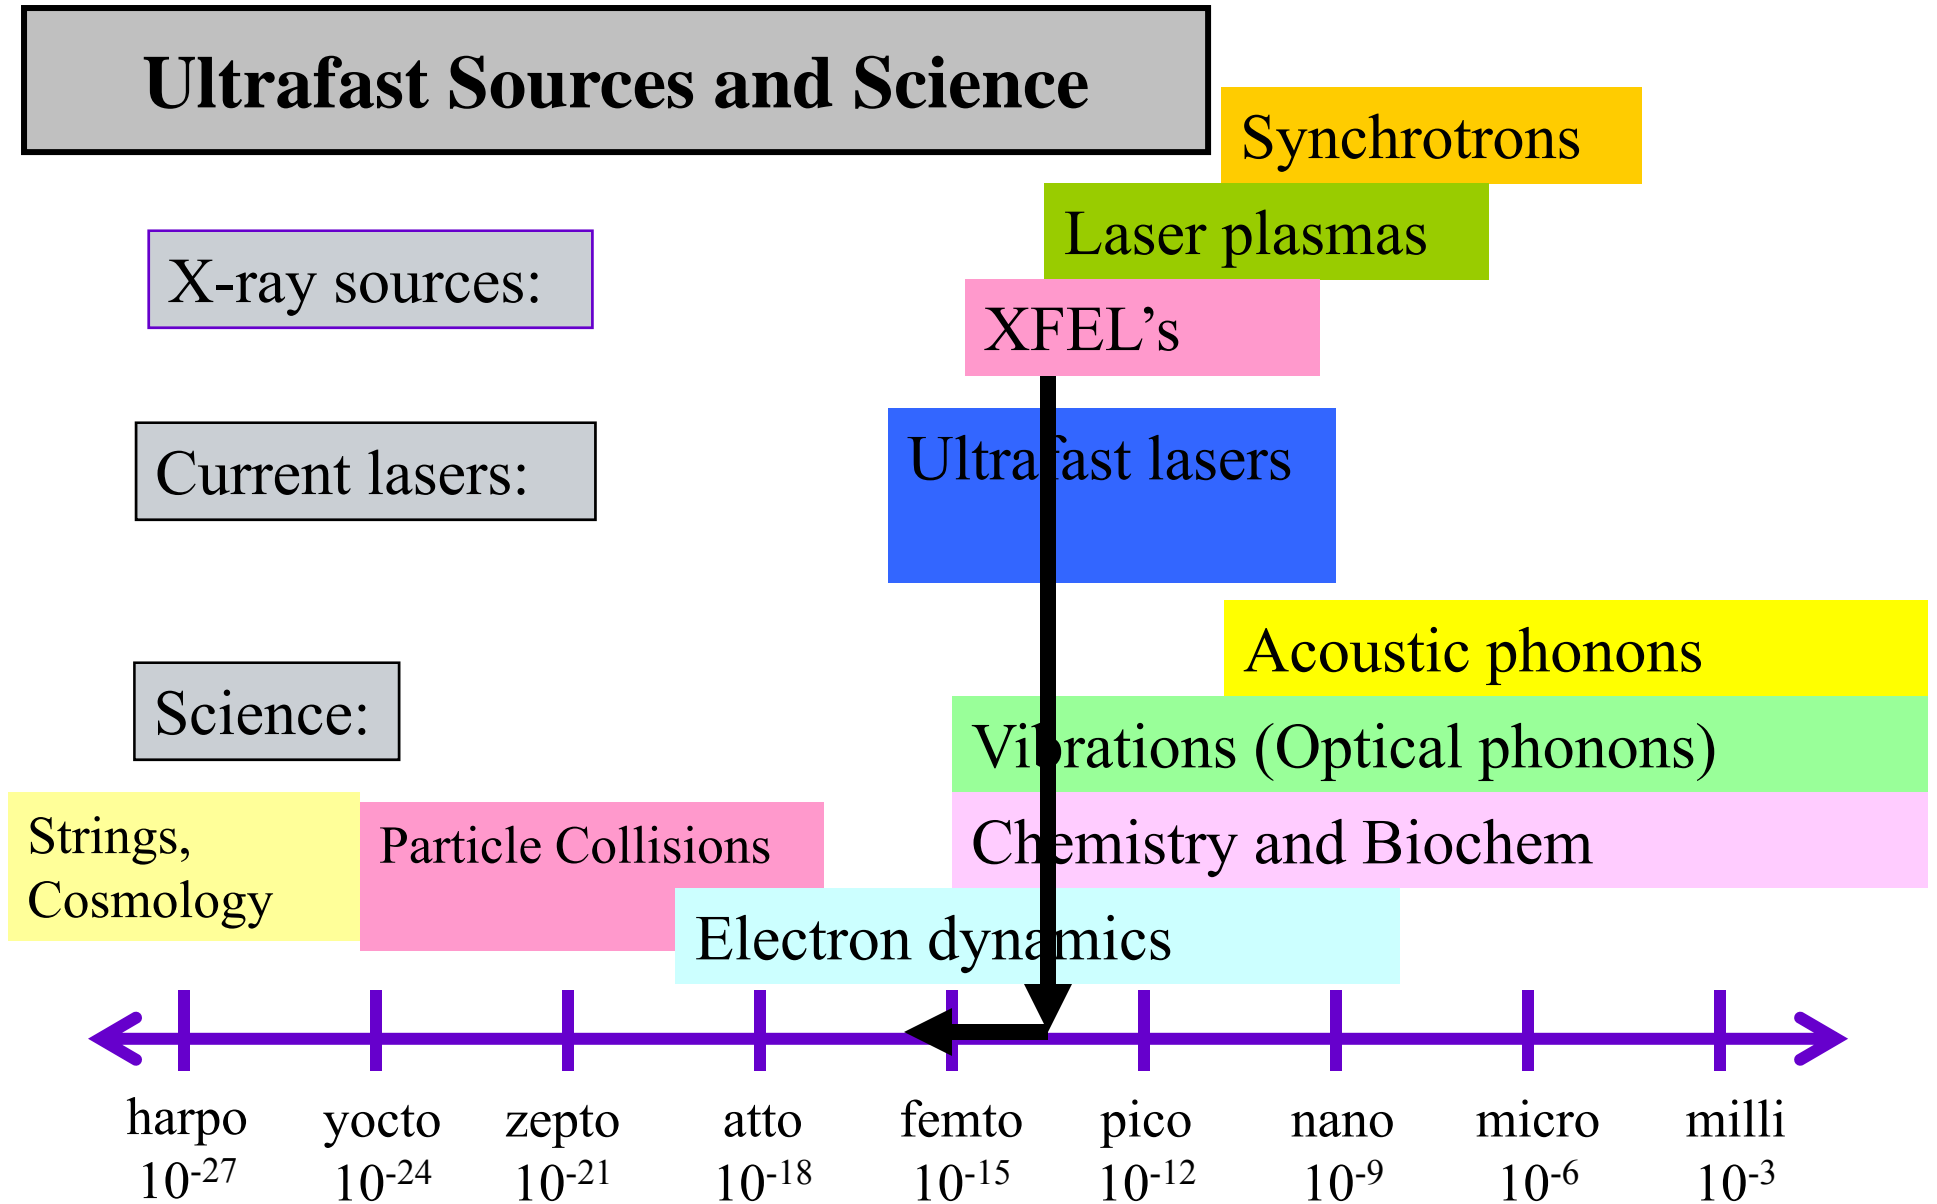 Ultrafast Sources and Science
Synchrotrons
Laser plasmas
X-ray sources:
XFEL's
Current lasers:
Ultrafast lasers
Acoustic phonons
Science:
Vibrations (Optical phonons)
Strings,
Cosmology
Particle Collisions
Chemistry and Biochem
Electron dynamics
harpo yocto zepto atto femto pico nano micro milli
10⁻²⁷ 10⁻²⁴ 10⁻²¹ 10⁻¹⁸ 10⁻¹⁵ 10⁻¹² 10⁻⁹ 10⁻⁶ 10⁻³